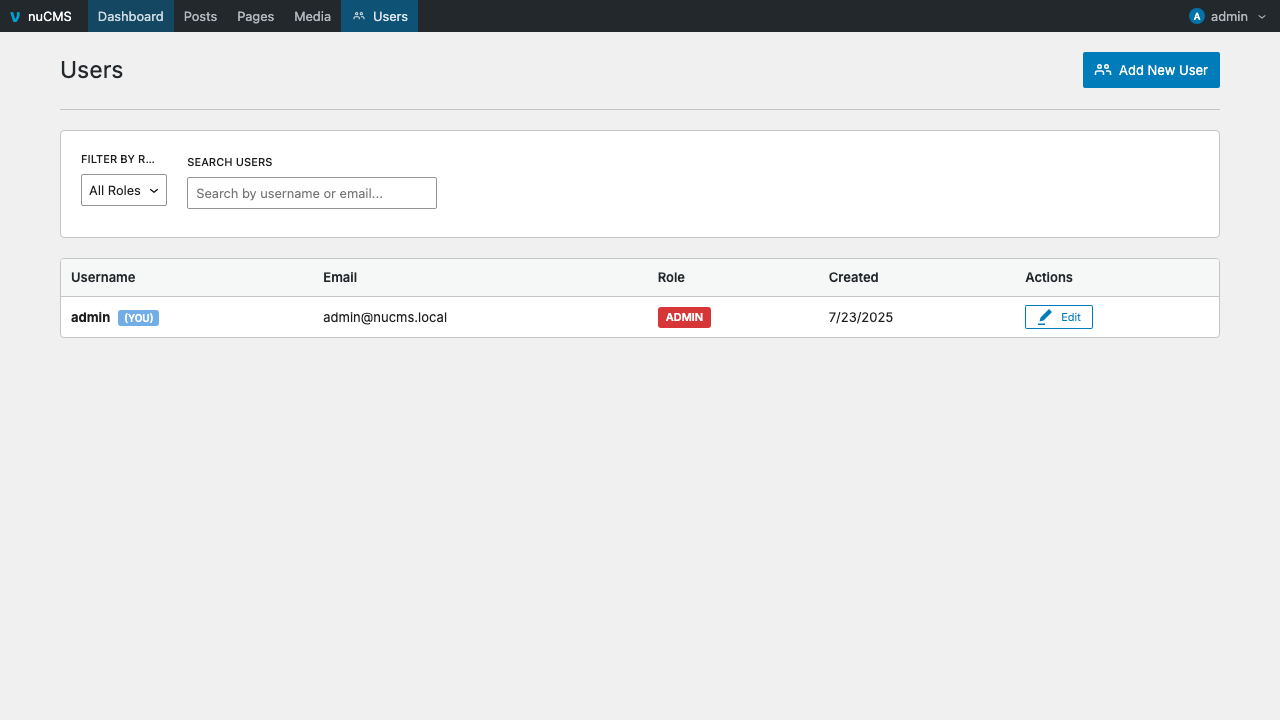 nuCMS Dashboard Posts Pages Media Users A admin
Users
Add New User
FILTER BY R...
All Roles
SEARCH USERS
Search by username or email...
Username Email Role Created Actions
admin (YOU) admin@nucms.local ADMIN 7/23/2025 Edit